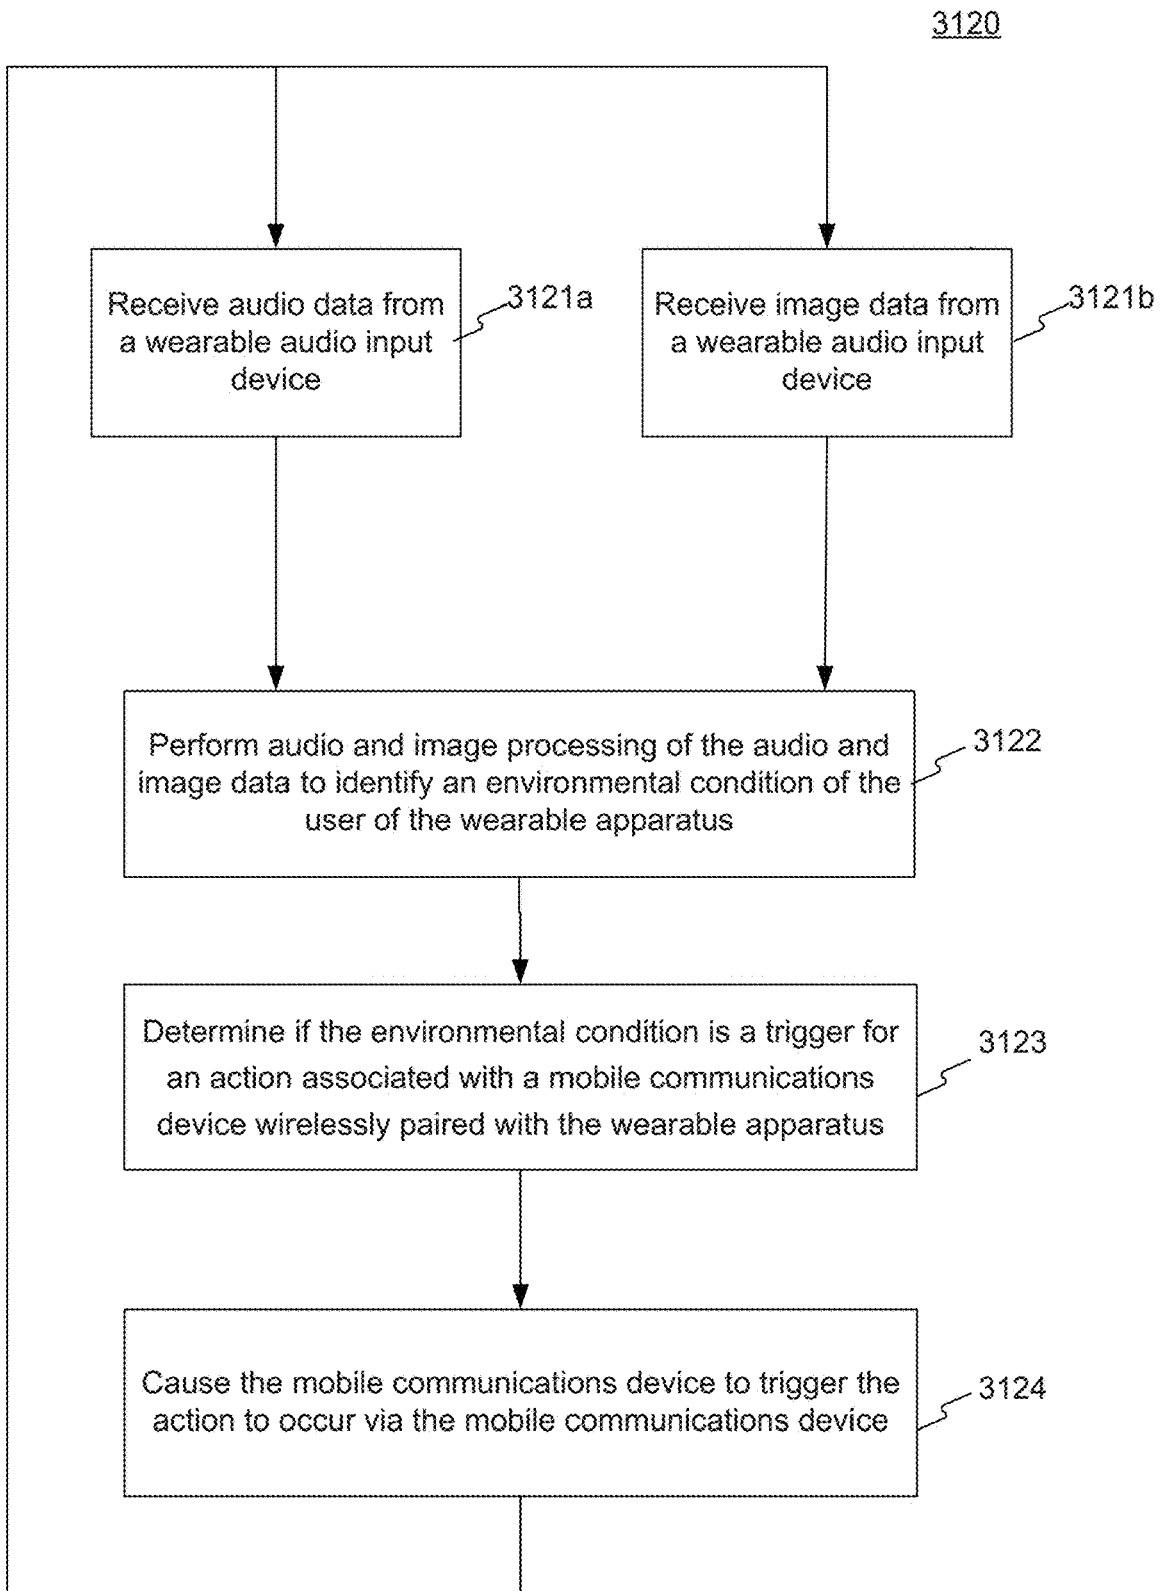 3120
Receive audio data from
a wearable audio input
device
3121a
Receive image data from
a wearable audio input
device
3121b
Perform audio and image processing of the audio and
image data to identify an environmental condition of the
user of the wearable apparatus
3122
Determine if the environmental condition is a trigger for
an action associated with a mobile communications
device wirelessly paired with the wearable apparatus
3123
Cause the mobile communications device to trigger the
action to occur via the mobile communications device
3124